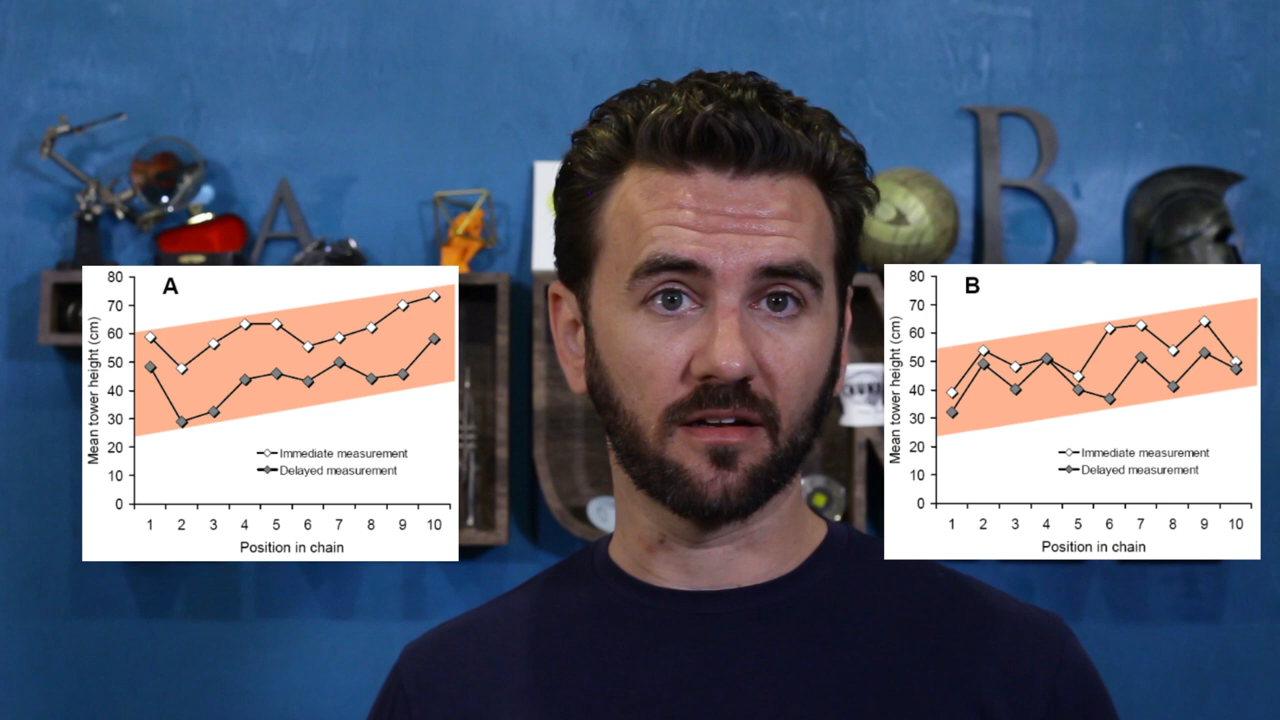 A
B
A
80
70
60
50
40
30
20
10
0
Mean tower height (cm)
Immediate measurement
Delayed measurement
1 2 3 4 5 6 7 8 9 10
Position in chain
B
80
70
60
50
40
30
20
10
0
Mean tower height (cm)
Immediate measurement
Delayed measurement
1 2 3 4 5 6 7 8 9 10
Position in chain